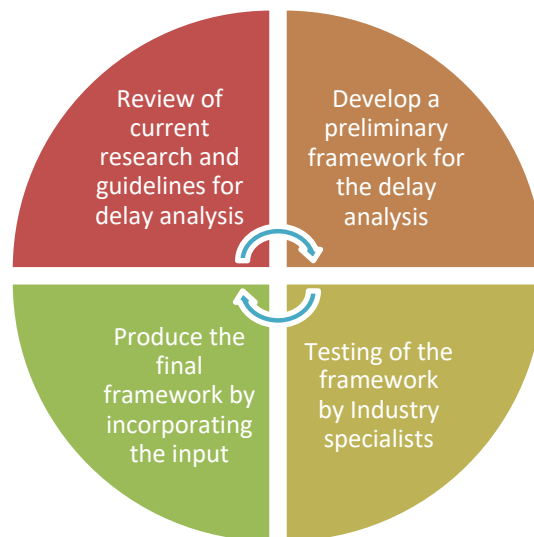 Review of
current
research and
guidelines for
delay analysis
Develop a
preliminary
framework for
the delay
analysis
Testing of the
framework
by Industry
specialists
Produce the
final
framework by
incorporating
the input